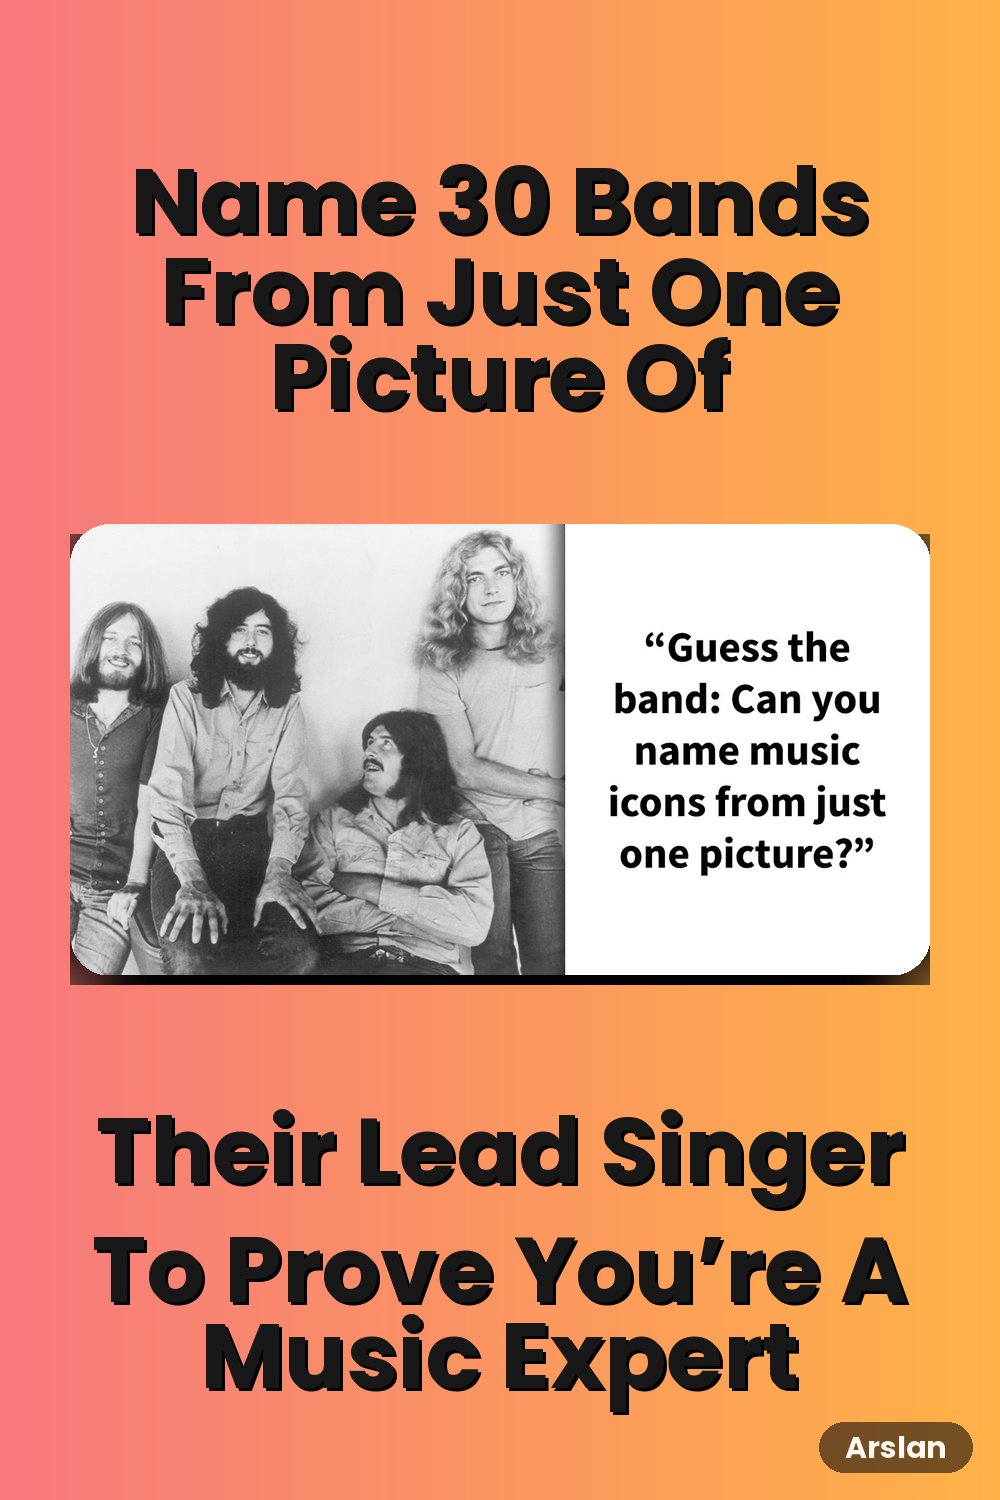 Name 30 Bands
From Just One
Picture Of
“Guess the
band: Can you
name music
icons from just
one picture?”
Their Lead Singer
To Prove You’re A
Music Expert
Arslan